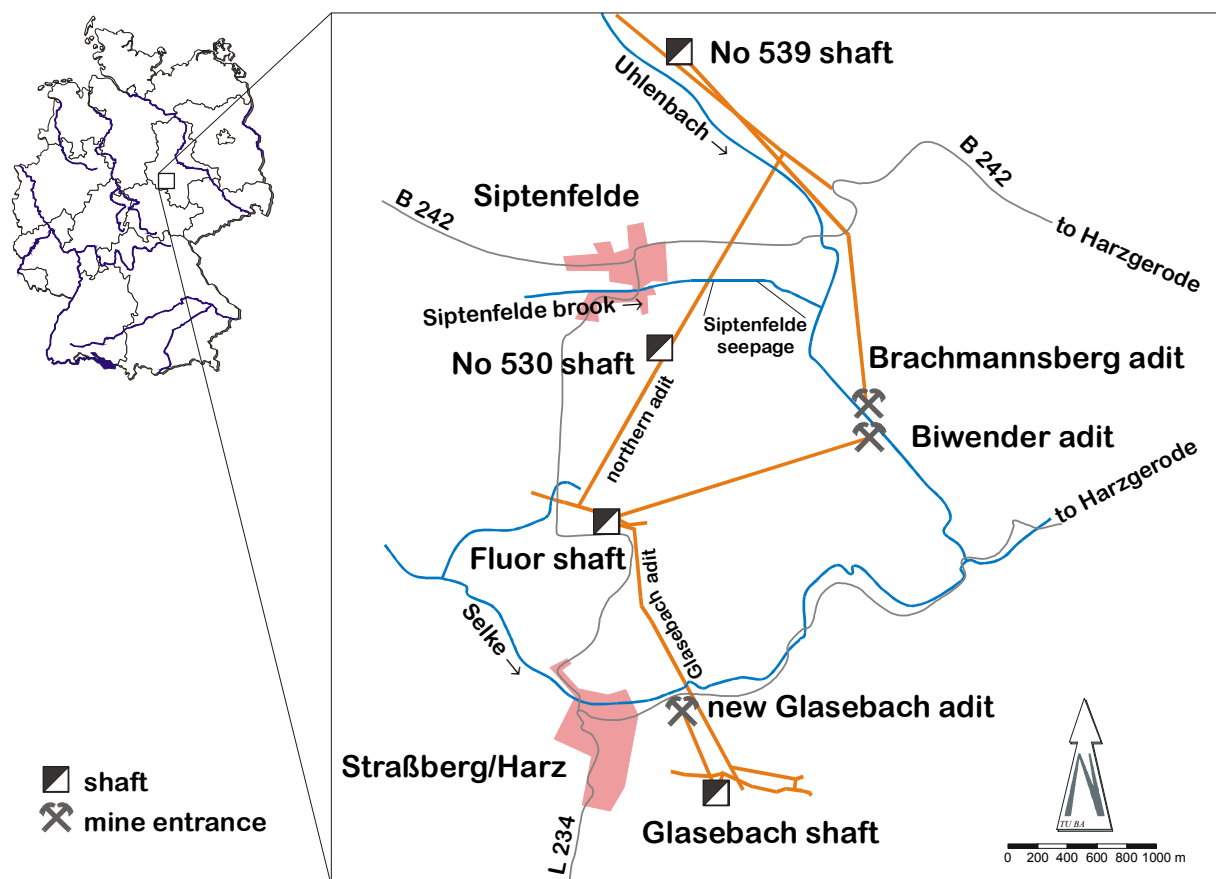 No 539 shaft
Uhlenbach →
B 242
B 242
to Harzgerode
Siptenfelde
Siptenfelde brook →
Siptenfelde
seepage
No 530 shaft
northern adit
Brachmannsberg adit
Biwender adit
to Harzgerode
Fluor shaft
Glasebach adit
Selke →
new Glasebach adit
Straßberg/Harz
Glasebach shaft
L 234
shaft
mine entrance
N
TU BA
0 200 400 600 800 1000 m